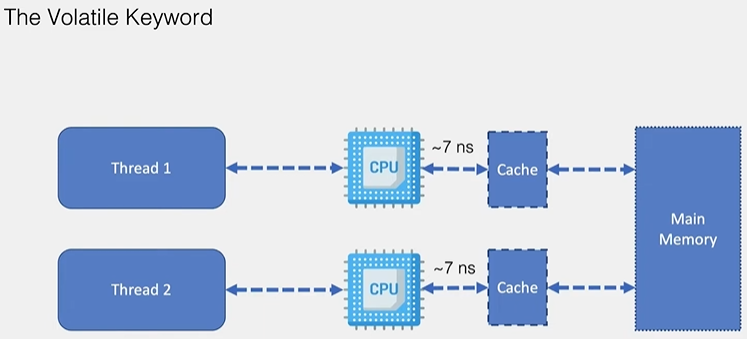 The Volatile Keyword
Thread 1
CPU
~7 ns
Cache
Main
Memory
Thread 2
CPU
~7 ns
Cache